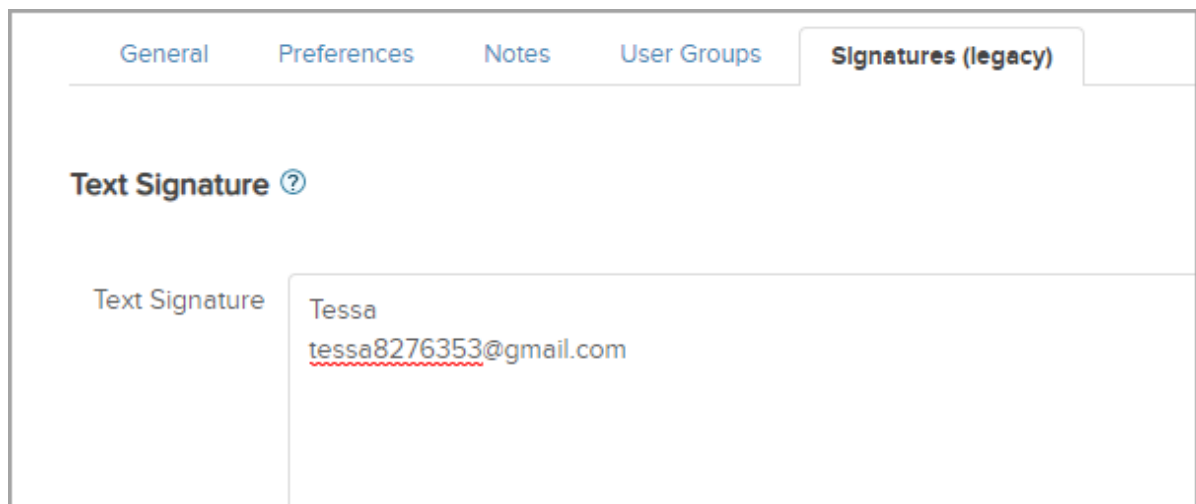 General Preferences Notes User Groups Signatures (legacy)
Text Signature ?
Text Signature
Tessa
tessa8276353@gmail.com